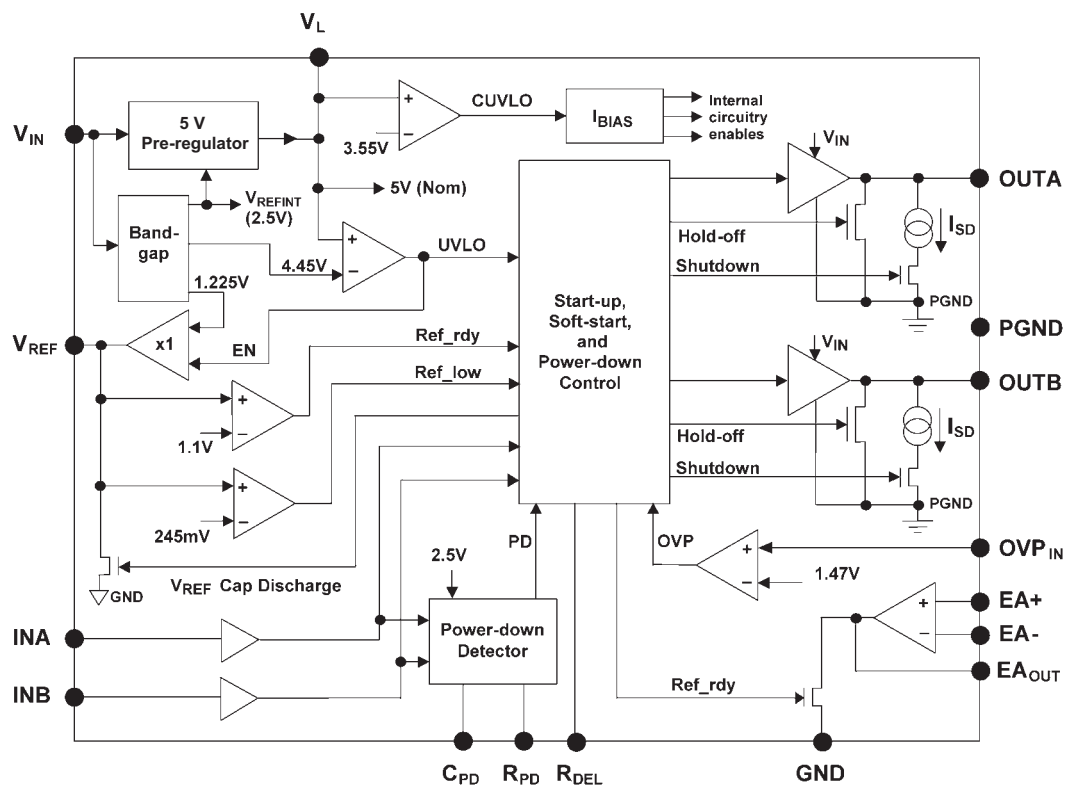 VL
VIN
5 V
Pre-regulator
+
−
3.55V
CUVLO
IBIAS
Internal
circuitry
enables
VREFINT
(2.5V)
5V (Nom)
Band-
gap
1.225V
4.45V
+
−
UVLO
VREF
x1
EN
Ref_rdy
+
−
1.1V
Ref_low
+
−
245mV
GND
VREF Cap Discharge
Start-up,
Soft-start,
and
Power-down
Control
VIN
OUTA
Hold-off
ISD
Shutdown
PGND
PGND
VIN
OUTB
Hold-off
ISD
Shutdown
PGND
PD
OVP
+
−
OVPIN
1.47V
2.5V
Power-down
Detector
INA
INB
EA+
+
EA-
−
EAOUT
Ref_rdy
CPD
RPD
RDEL
GND